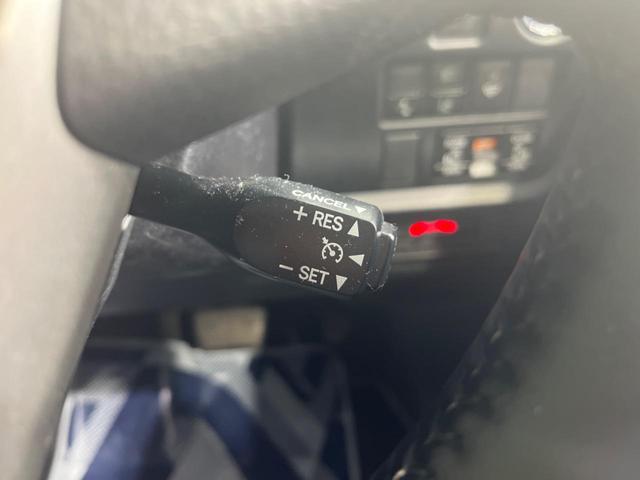 CANCEL▼
+ RES ▲
◀
− SET ▼